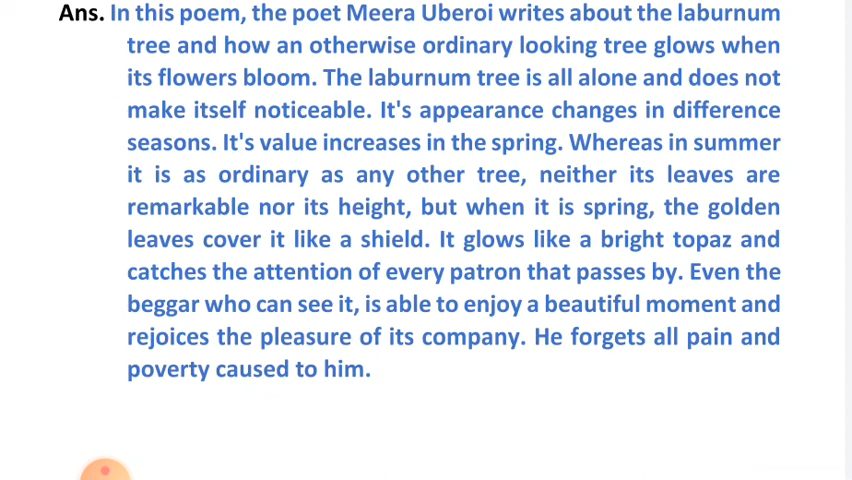 Ans. In this poem, the poet Meera Uberoi writes about the laburnum
tree and how an otherwise ordinary looking tree glows when
its flowers bloom. The laburnum tree is all alone and does not
make itself noticeable. It's appearance changes in difference
seasons. It's value increases in the spring. Whereas in summer
it is as ordinary as any other tree, neither its leaves are
remarkable nor its height, but when it is spring, the golden
leaves cover it like a shield. It glows like a bright topaz and
catches the attention of every patron that passes by. Even the
beggar who can see it, is able to enjoy a beautiful moment and
rejoices the pleasure of its company. He forgets all pain and
poverty caused to him.